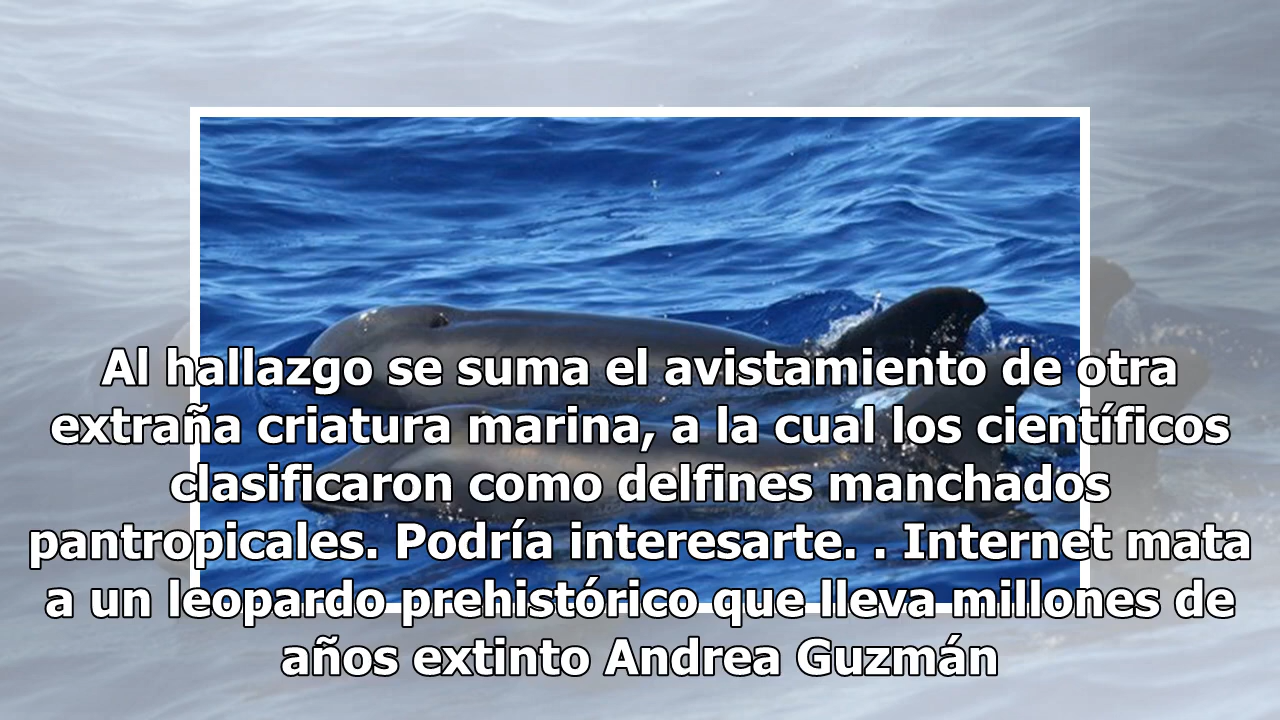 Al hallazgo se suma el avistamiento de otra
extraña criatura marina, a la cual los científicos
clasificaron como delfines manchados
pantropicales. Podría interesarte. . Internet mata
a un leopardo prehistórico que lleva millones de
años extinto Andrea Guzmán